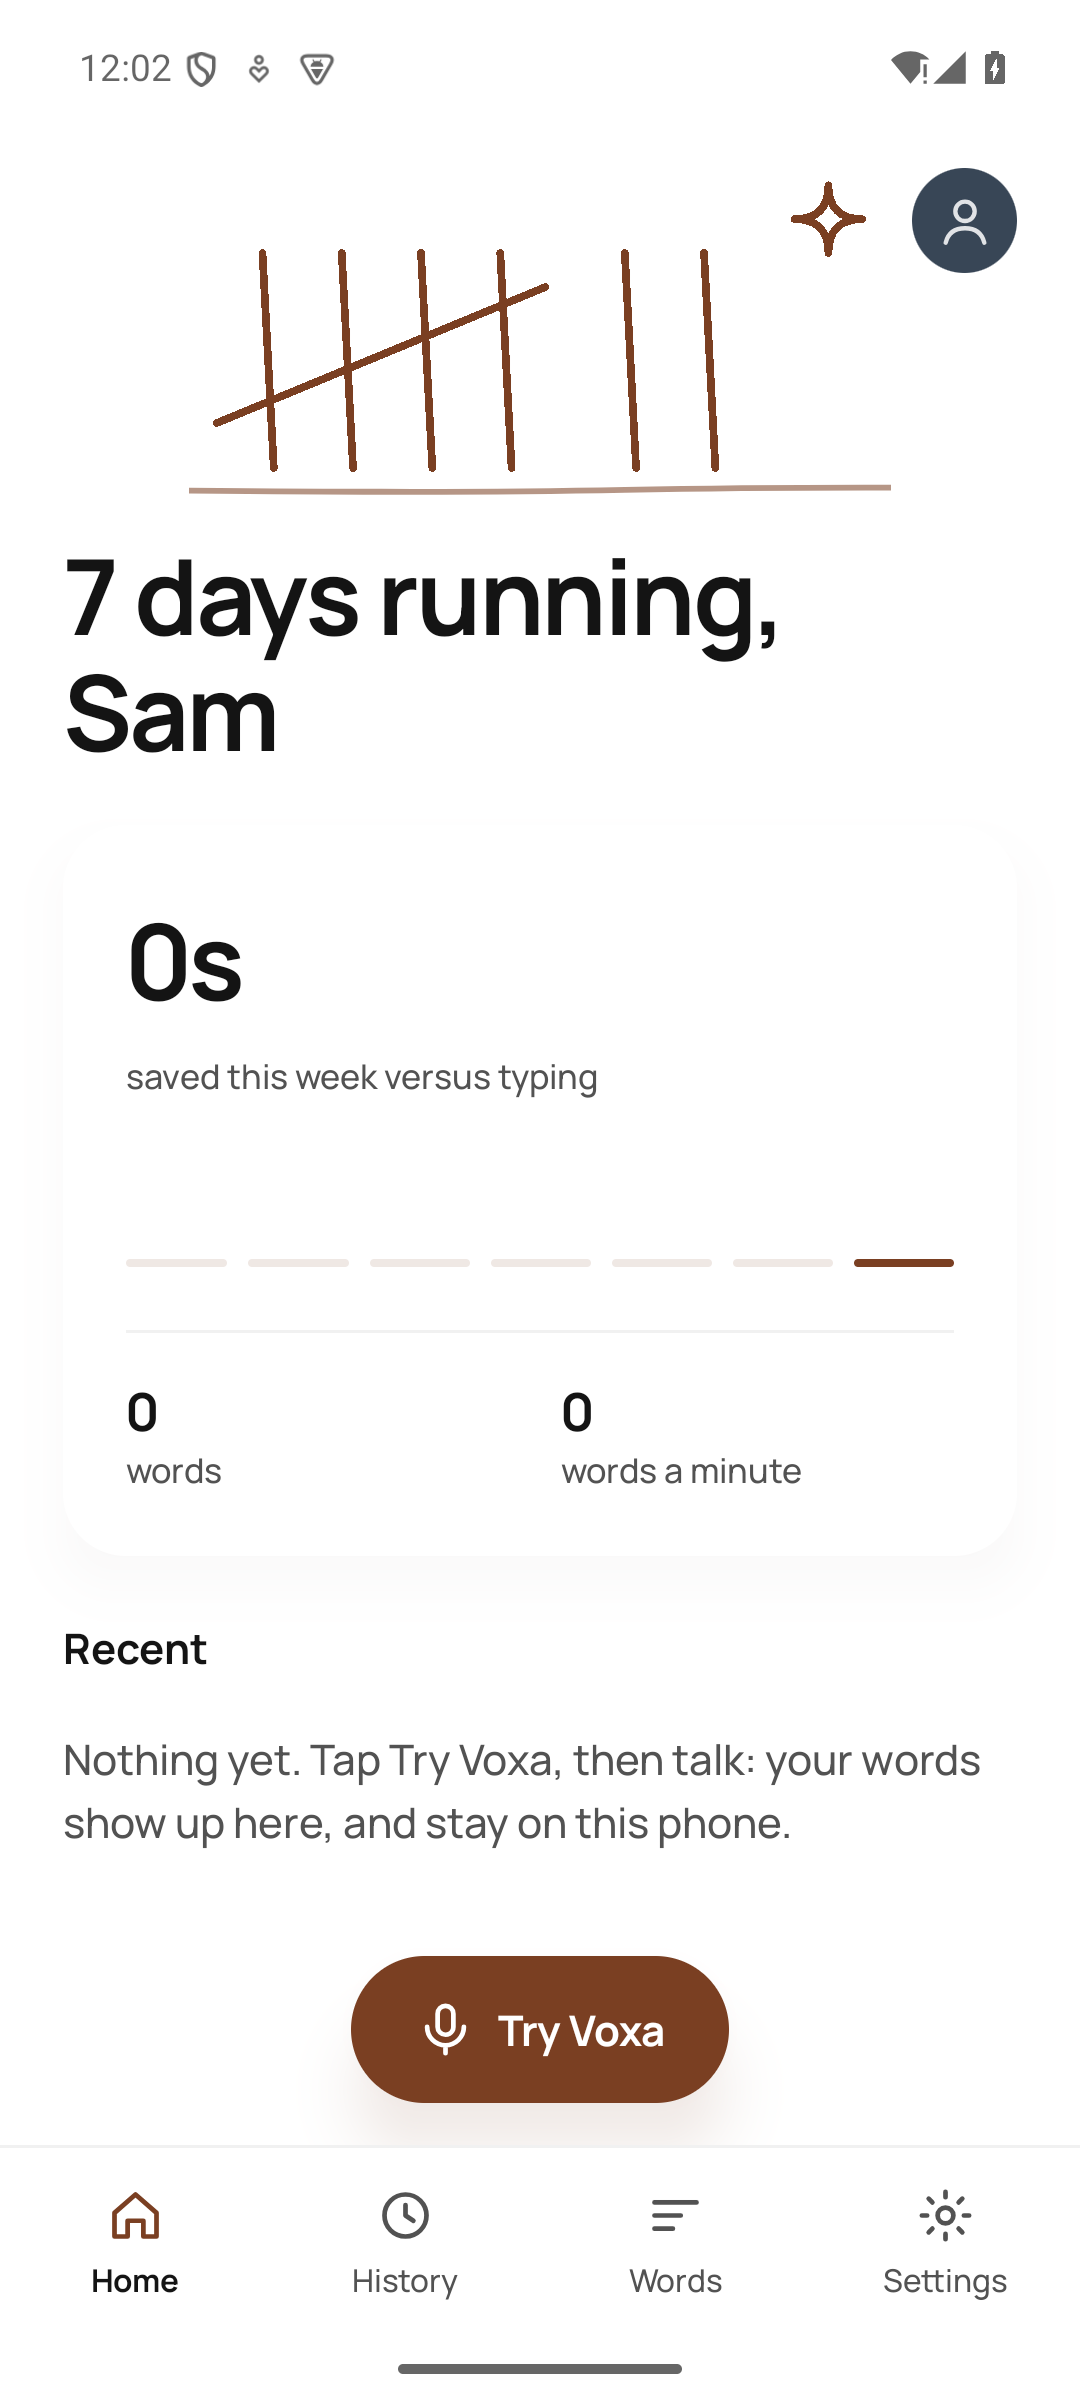 12:02
7 days running,
Sam
0s
saved this week versus typing
0
words
0
words a minute
Recent
Nothing yet. Tap Try Voxa, then talk: your words
show up here, and stay on this phone.
Try Voxa
Home
History
Words
Settings